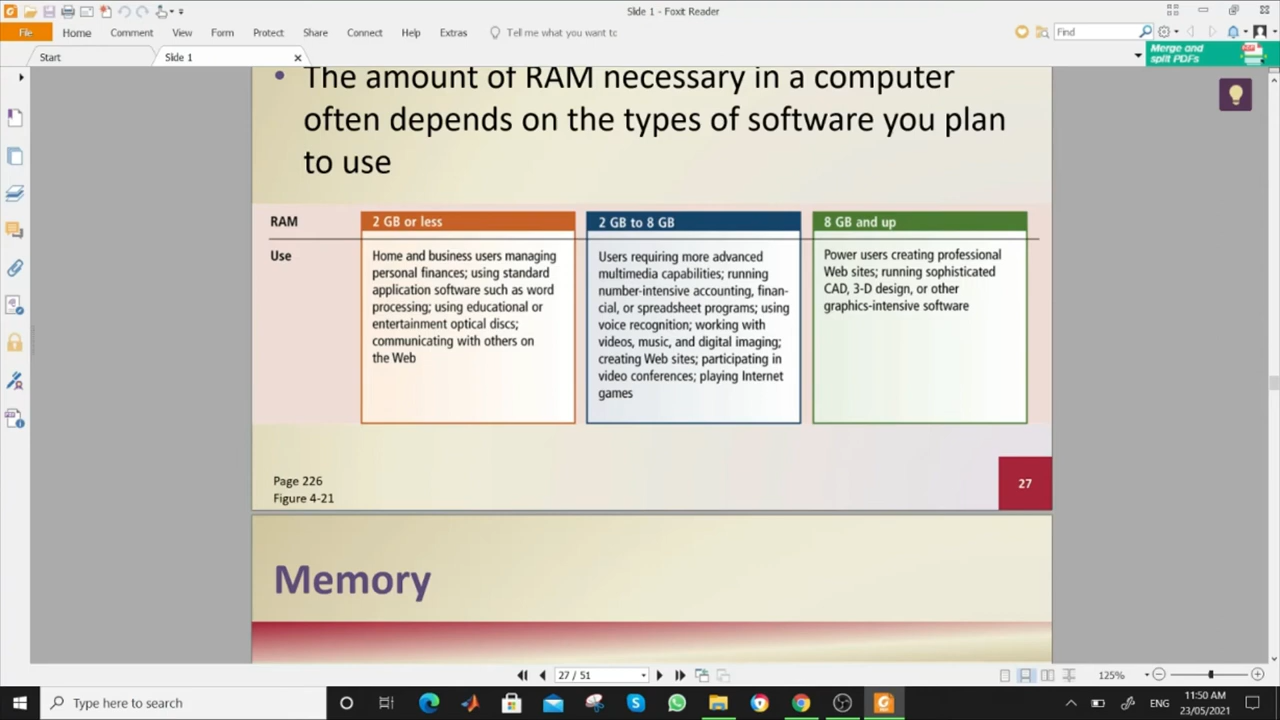 Slide 1 - Foxit Reader
File Home Comment View Form Protect Share Connect Help Extras Tell me what you want to Find
Start Slide 1
Merge and
split PDFs
• The amount of RAM necessary in a computer
often depends on the types of software you plan
to use
RAM 2 GB or less 2 GB to 8 GB 8 GB and up
Use
Home and business users managing
personal finances; using standard
application software such as word
processing; using educational or
entertainment optical discs;
communicating with others on
the Web
Users requiring more advanced
multimedia capabilities; running
number-intensive accounting, finan-
cial, or spreadsheet programs; using
voice recognition; working with
videos, music, and digital imaging;
creating Web sites; participating in
video conferences; playing Internet
games
Power users creating professional
Web sites; running sophisticated
CAD, 3-D design, or other
graphics-intensive software
Page 226
Figure 4-21
27
Memory
27 / 51 125%
Type here to search ENG 11:50 AM
23/05/2021